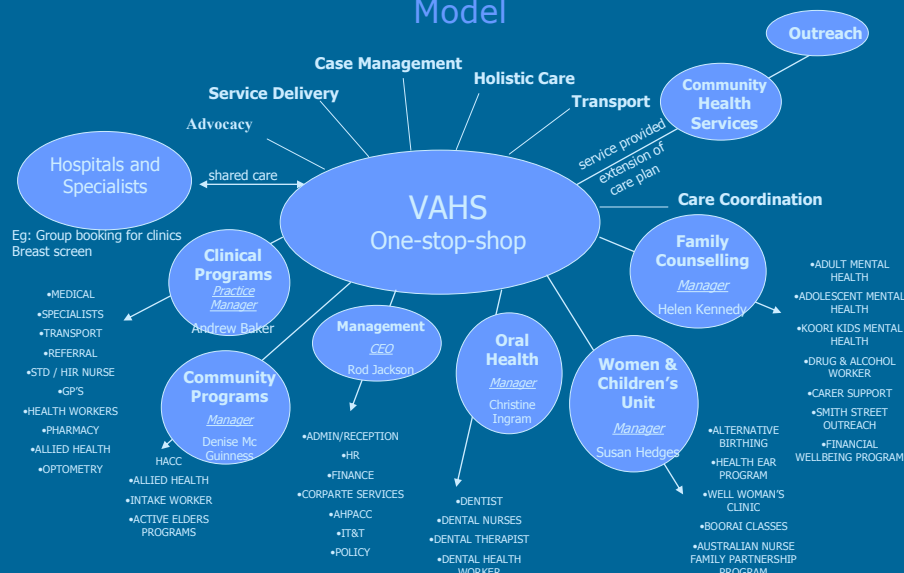 Model
Outreach
Community
Health
Services
Case Management
Holistic Care
Service Delivery
Transport
Advocacy
service provided
extension of
care plan
Hospitals and
Specialists
shared care
VAHS
One-stop-shop
Care Coordination
Eg: Group booking for clinics
Breast screen
Clinical
Programs
Practice
Manager
Andrew Baker
•MEDICAL
•SPECIALISTS
•TRANSPORT
•REFERRAL
•STD / HIR NURSE
•GP'S
•HEALTH WORKERS
•PHARMACY
•ALLIED HEALTH
•OPTOMETRY
Community
Programs
Manager
Denise Mc
Guinness
HACC
•ALLIED HEALTH
•INTAKE WORKER
•ACTIVE ELDERS
PROGRAMS
Management
CEO
Rod Jackson
•ADMIN/RECEPTION
•HR
•FINANCE
•CORPARTE SERVICES
•AHPACC
•IT&T
•POLICY
Oral
Health
Manager
Christine
Ingram
•DENTIST
•DENTAL NURSES
•DENTAL THERAPIST
•DENTAL HEALTH
WORKER
Women &
Children's
Unit
Manager
Susan Hedges
•ALTERNATIVE
BIRTHING
•HEALTH EAR
PROGRAM
•WELL WOMAN'S
CLINIC
•BOORAI CLASSES
•AUSTRALIAN NURSE
FAMILY PARTNERSHIP
PROGRAM
Family
Counselling
Manager
Helen Kennedy
•ADULT MENTAL
HEALTH
•ADOLESCENT MENTAL
HEALTH
•KOORI KIDS MENTAL
HEALTH
•DRUG & ALCOHOL
WORKER
•CARER SUPPORT
•SMITH STREET
OUTREACH
•FINANCIAL
WELLBEING PROGRAM